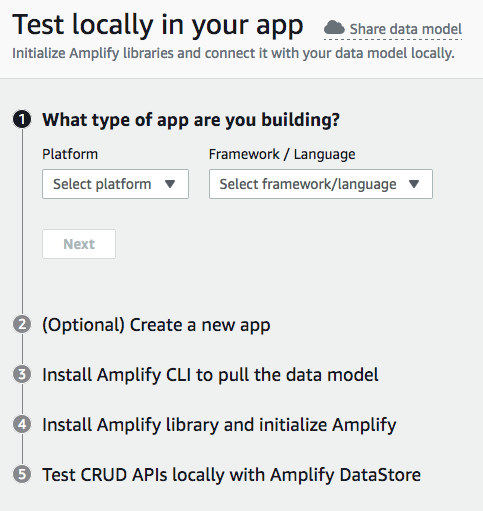 Test locally in your app
Share data model
Initialize Amplify libraries and connect it with your data model locally.
1 What type of app are you building?
Platform
Framework / Language
Select platform
Select framework/language
Next
2 (Optional) Create a new app
3 Install Amplify CLI to pull the data model
4 Install Amplify library and initialize Amplify
5 Test CRUD APIs locally with Amplify DataStore